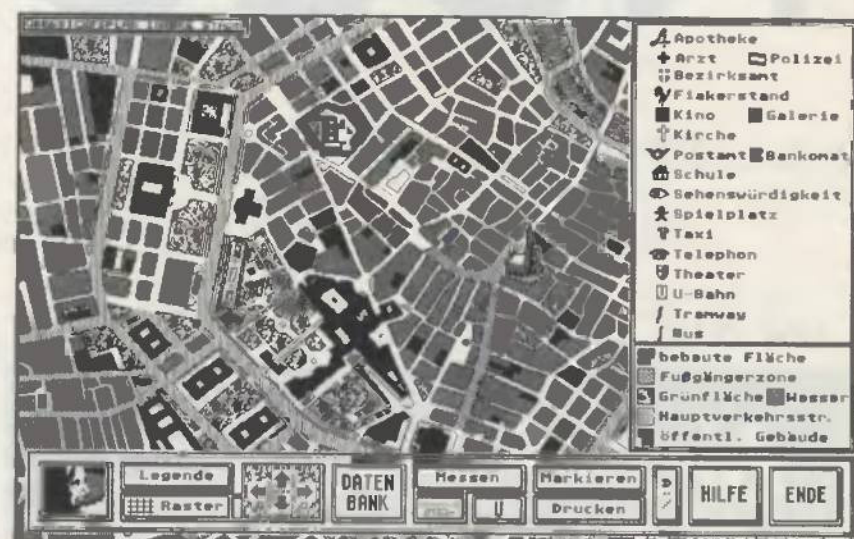 Apotheke
Arzt Polizei
Bezirksamt
Fiakerstand
Kino Galerie
Kirche
Postamt Bankomat
Schule
Sehenswürdigkeit
Spielplatz
Taxi
Telephon
Theater
U-Bahn
Tramway
Bus
bebaute Fläche
Fußgängerzone
Grünfläche Wasser
Hauptverkehrsstr.
öffentl. Gebäude
Legende
Raster
DATEN
BANK
Messen
U
Markieren
Drucken
HILFE
ENDE